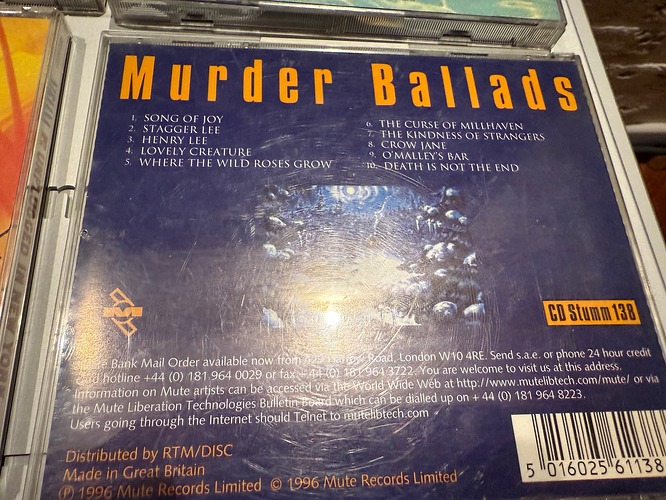 Murder Ballads
1. SONG OF JOY
2. STAGGER LEE
3. HENRY LEE
4. LOVELY CREATURE
5. WHERE THE WILD ROSES GROW
6. THE CURSE OF MILLHAVEN
7. THE KINDNESS OF STRANGERS
8. CROW JANE
9. O'MALLEY'S BAR
10. DEATH IS NOT THE END
CD Stumm 138
Bank Mail Order available now from 429 Harrow Road, London W10 4RE. Send s.a.e. or phone 24 hour credit
card hotline +44 (0) 181 964 0029 or fax +44 (0) 181 964 3722. You are welcome to visit us at this address.
Information on Mute artists can be accessed via the World Wide Web at http://www.mutelibtech.com/mute/ or via
the Mute Liberation Technologies Bulletin Board which can be dialled up on + 44 (0) 181 964 8223.
Users going through the Internet should Telnet to mutelibtech.com
Distributed by RTM/DISC
Made in Great Britain
℗ 1996 Mute Records Limited © 1996 Mute Records Limited
5 016025 61138